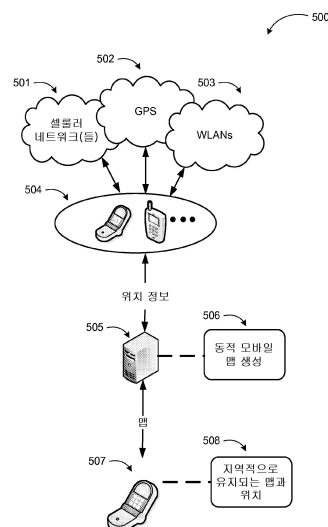 500
502
501
503
셀룰러
네트워크(들)
GPS
WLANs
504
위치 정보
505
506
동적 모바일
맵 생성
맵
507
508
지역적으로
유지되는 맵과
위치